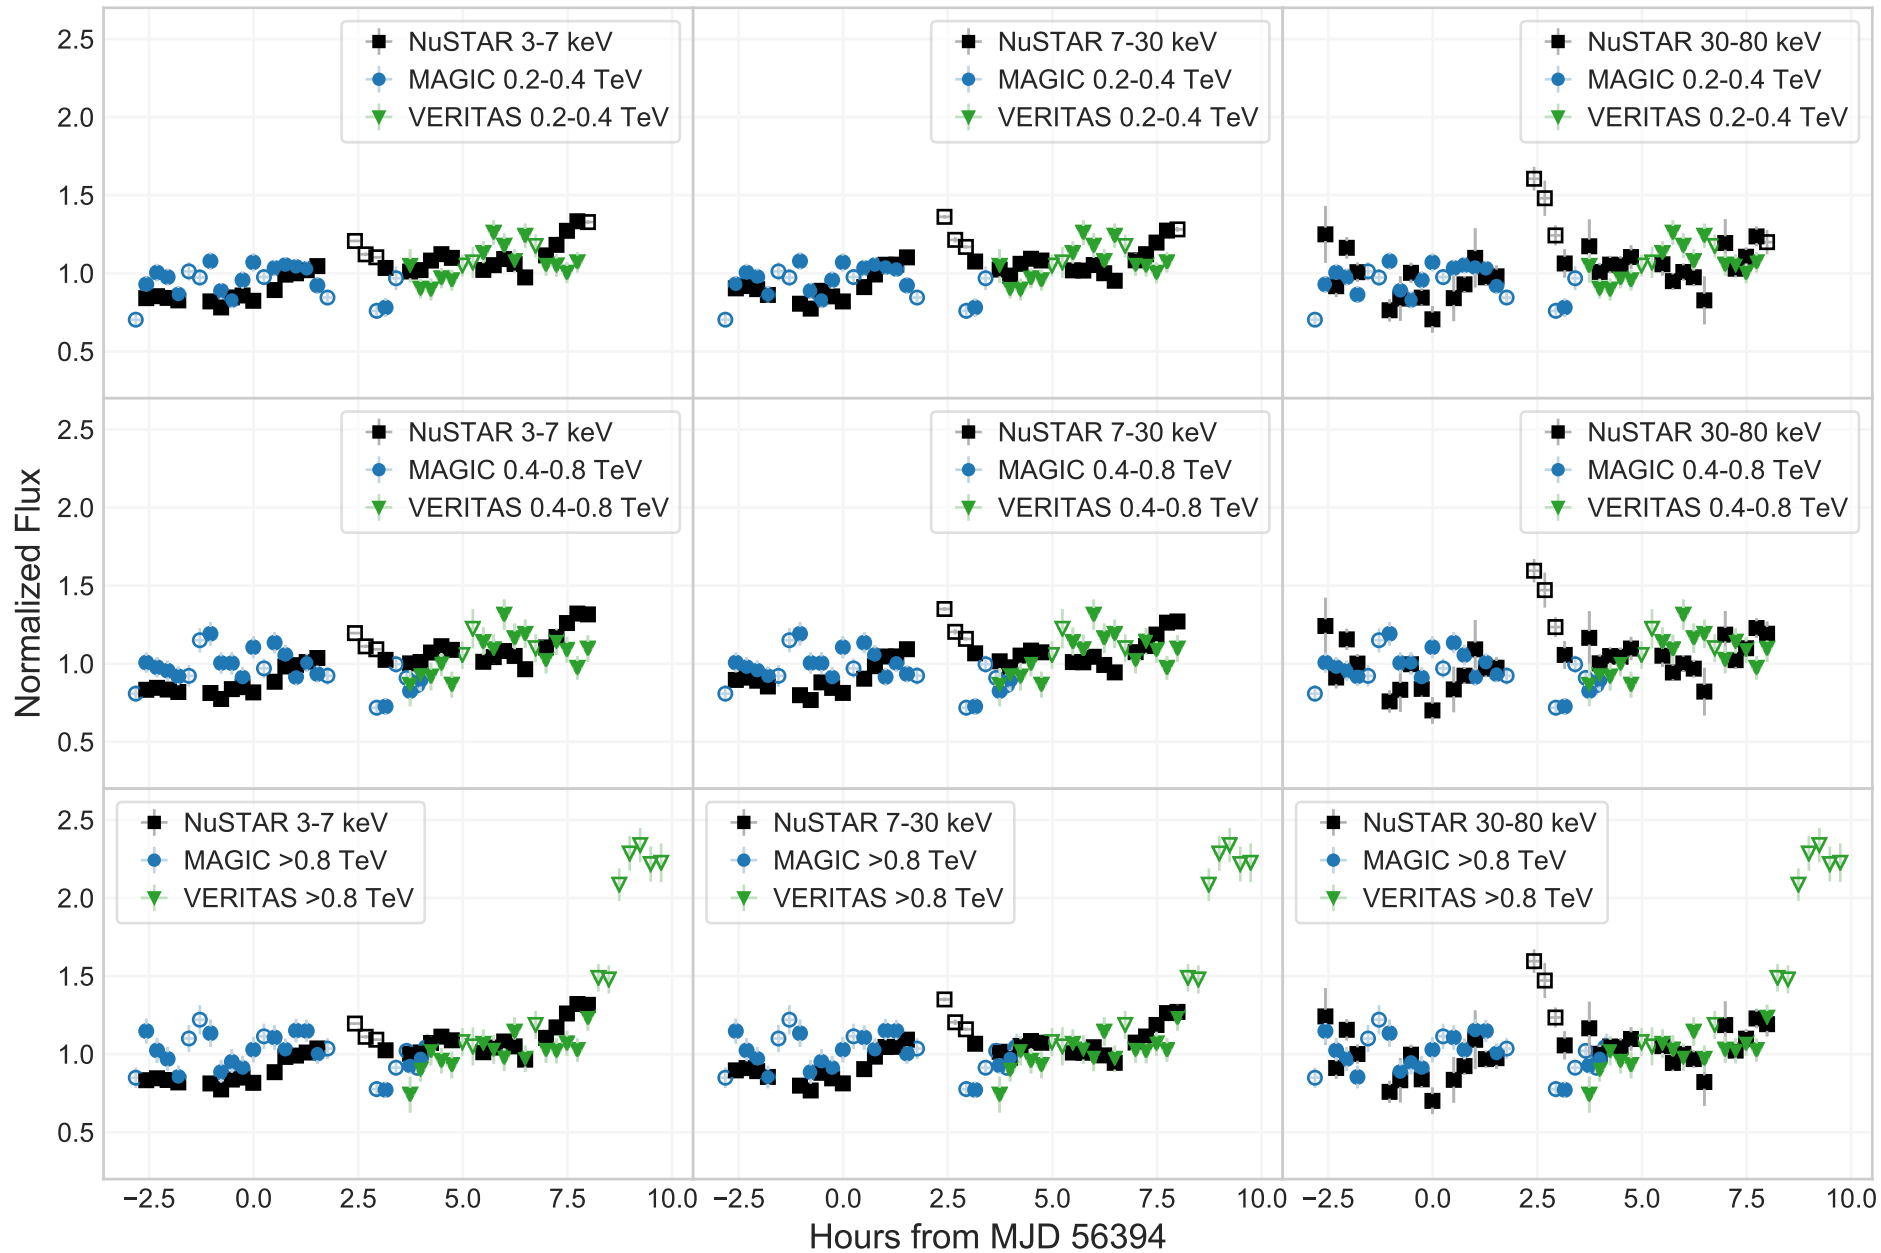 2.5
2.0
1.5
1.0
0.5
NuSTAR 3-7 keV
MAGIC 0.2-0.4 TeV
VERITAS 0.2-0.4 TeV
NuSTAR 7-30 keV
MAGIC 0.2-0.4 TeV
VERITAS 0.2-0.4 TeV
NuSTAR 30-80 keV
MAGIC 0.2-0.4 TeV
VERITAS 0.2-0.4 TeV
Normalized Flux
2.5
2.0
1.5
1.0
0.5
NuSTAR 3-7 keV
MAGIC 0.4-0.8 TeV
VERITAS 0.4-0.8 TeV
NuSTAR 7-30 keV
MAGIC 0.4-0.8 TeV
VERITAS 0.4-0.8 TeV
NuSTAR 30-80 keV
MAGIC 0.4-0.8 TeV
VERITAS 0.4-0.8 TeV
2.5
2.0
1.5
1.0
0.5
NuSTAR 3-7 keV
MAGIC >0.8 TeV
VERITAS >0.8 TeV
NuSTAR 7-30 keV
MAGIC >0.8 TeV
VERITAS >0.8 TeV
NuSTAR 30-80 keV
MAGIC >0.8 TeV
VERITAS >0.8 TeV
−2.5 0.0 2.5 5.0 7.5 10.0 −2.5 0.0 2.5 5.0 7.5 10.0 −2.5 0.0 2.5 5.0 7.5 10.0
Hours from MJD 56394